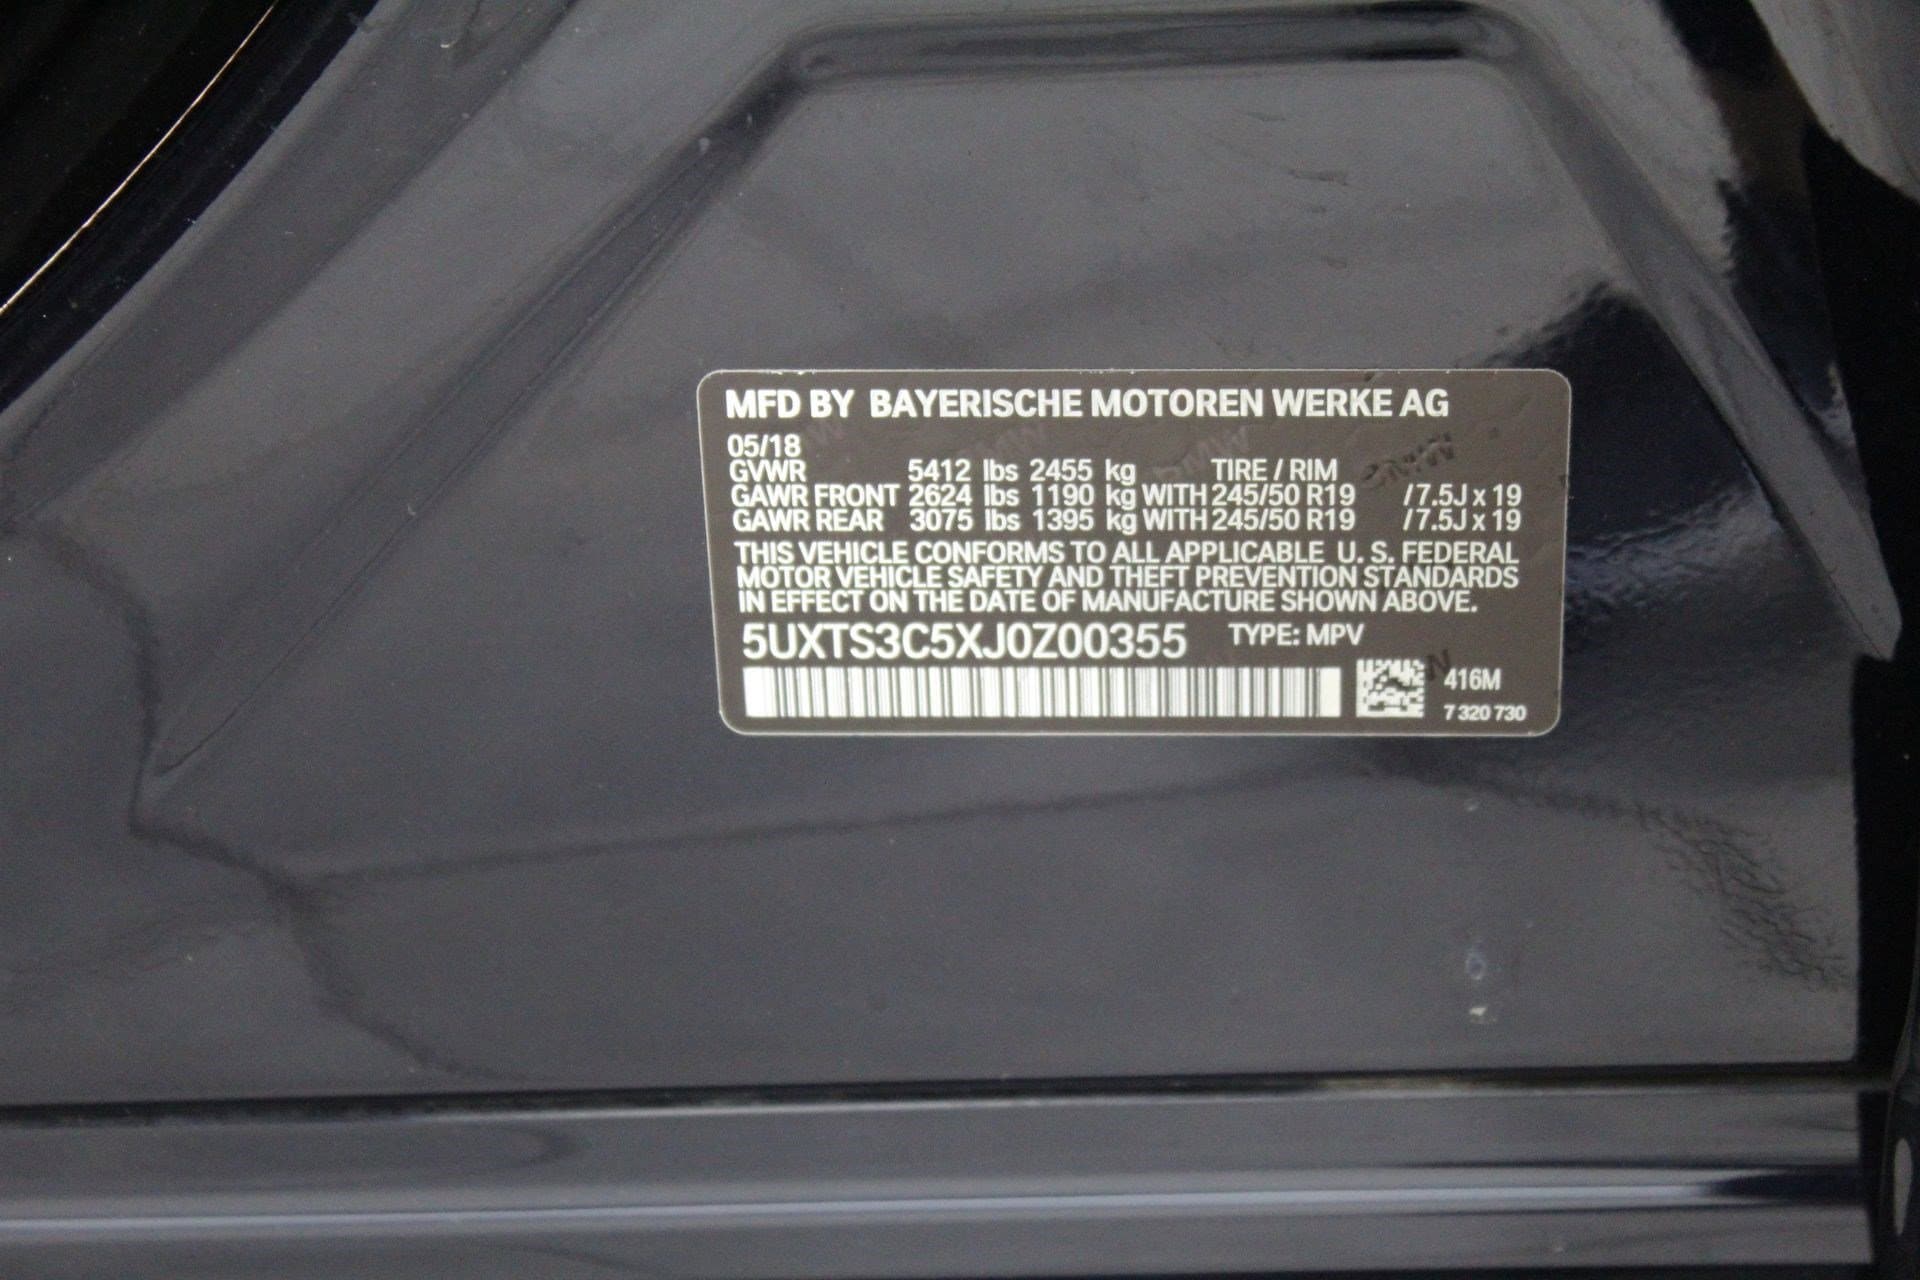 MFD BY BAYERISCHE MOTOREN WERKE AG
05/18
GVWR 5412 lbs 2455 kg TIRE / RIM
GAWR FRONT 2624 lbs 1190 kg WITH 245/50 R19 / 7.5J x 19
GAWR REAR 3075 lbs 1395 kg WITH 245/50 R19 / 7.5J x 19
THIS VEHICLE CONFORMS TO ALL APPLICABLE U. S. FEDERAL
MOTOR VEHICLE SAFETY AND THEFT PREVENTION STANDARDS
IN EFFECT ON THE DATE OF MANUFACTURE SHOWN ABOVE.
5UXTS3C5XJ0Z00355 TYPE: MPV
416M
7 320 730